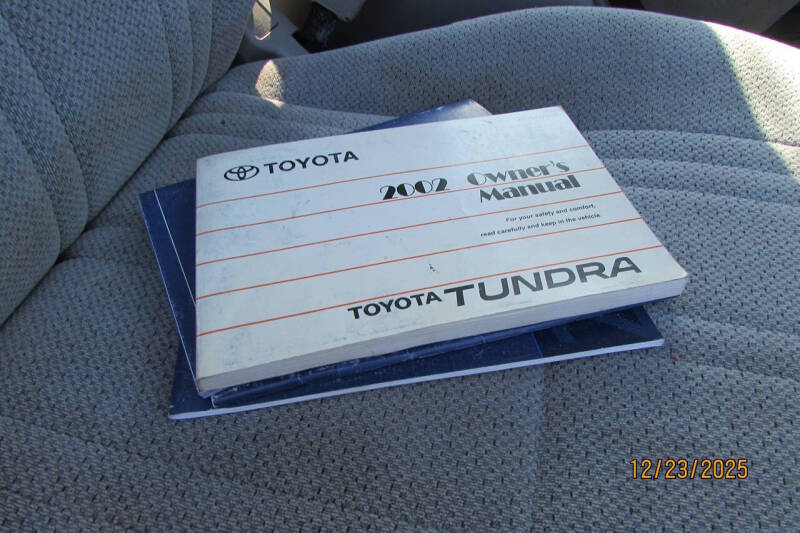 TOYOTA
2002 Owner's
Manual
For your safety and comfort,
read carefully and keep in the vehicle.
TOYOTA TUNDRA
12/23/2025